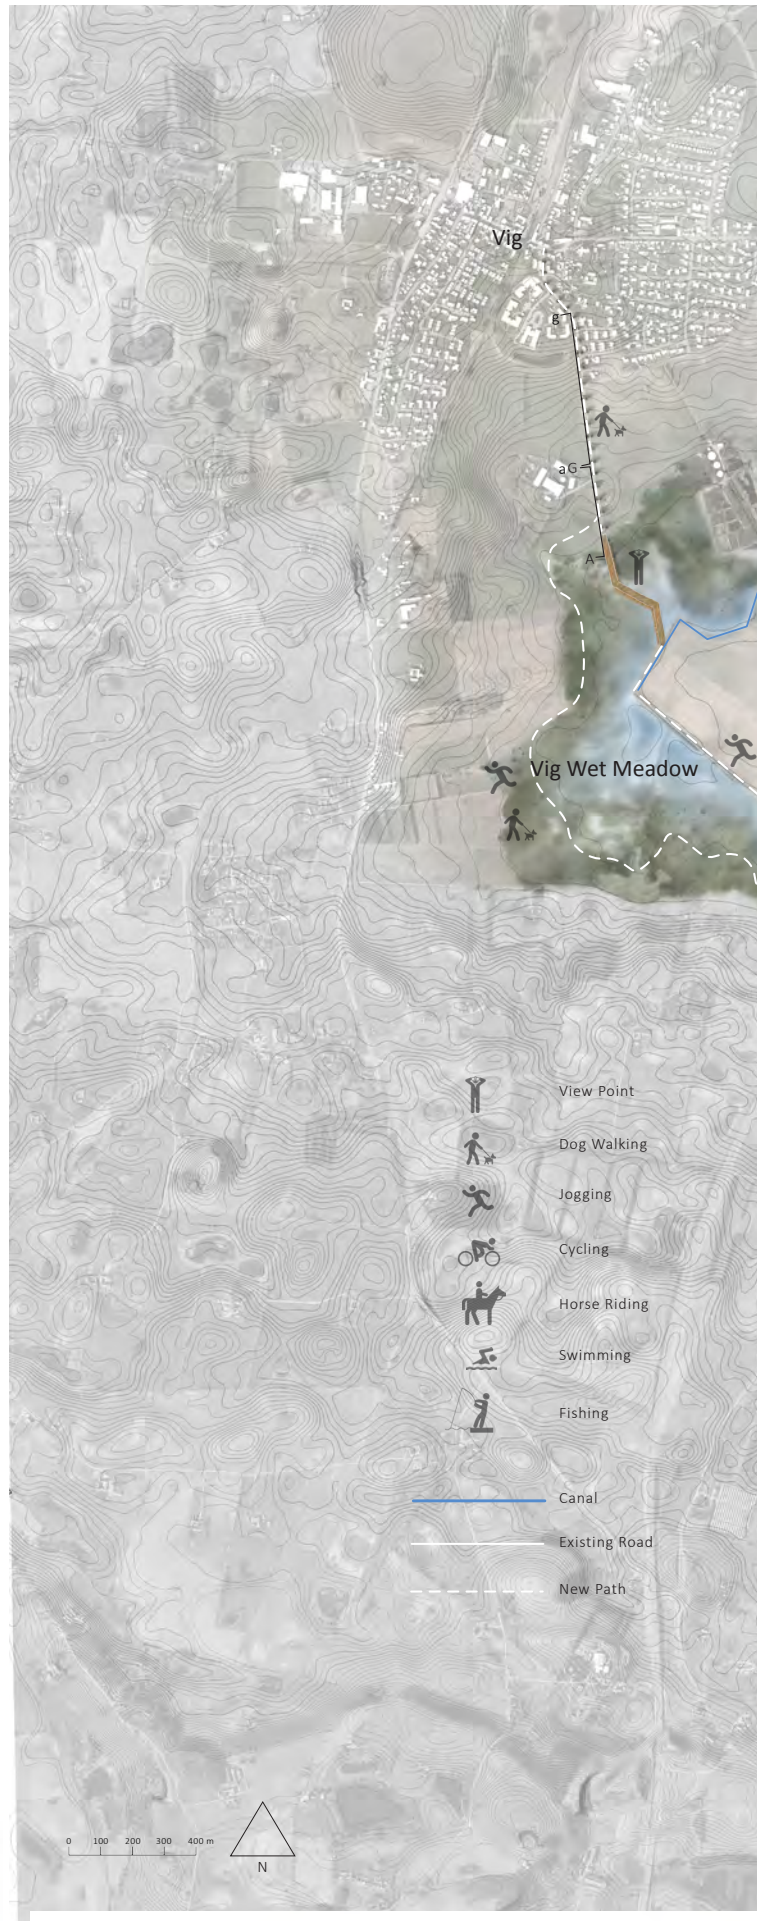 Vig
g
aG
A
Vig Wet Meadow
View Point
Dog Walking
Jogging
Cycling
Horse Riding
Swimming
Fishing
Canal
Existing Road
New Path
0 100 200 300 400 m
N